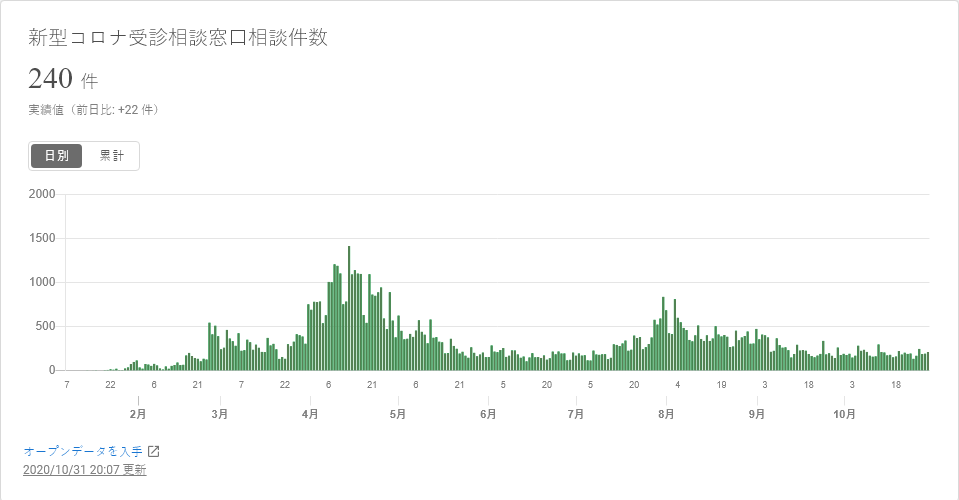 新型コロナ受診相談窓口相談件数
240 件
実績値（前日比: +22 件）
日別 累計
2000
1500
1000
500
0
7 22 6 21 7 22 6 21 6 21 5 20 5 20 4 19 3 18 3 18
2月 3月 4月 5月 6月 7月 8月 9月 10月
オープンデータを入手
2020/10/31 20:07 更新